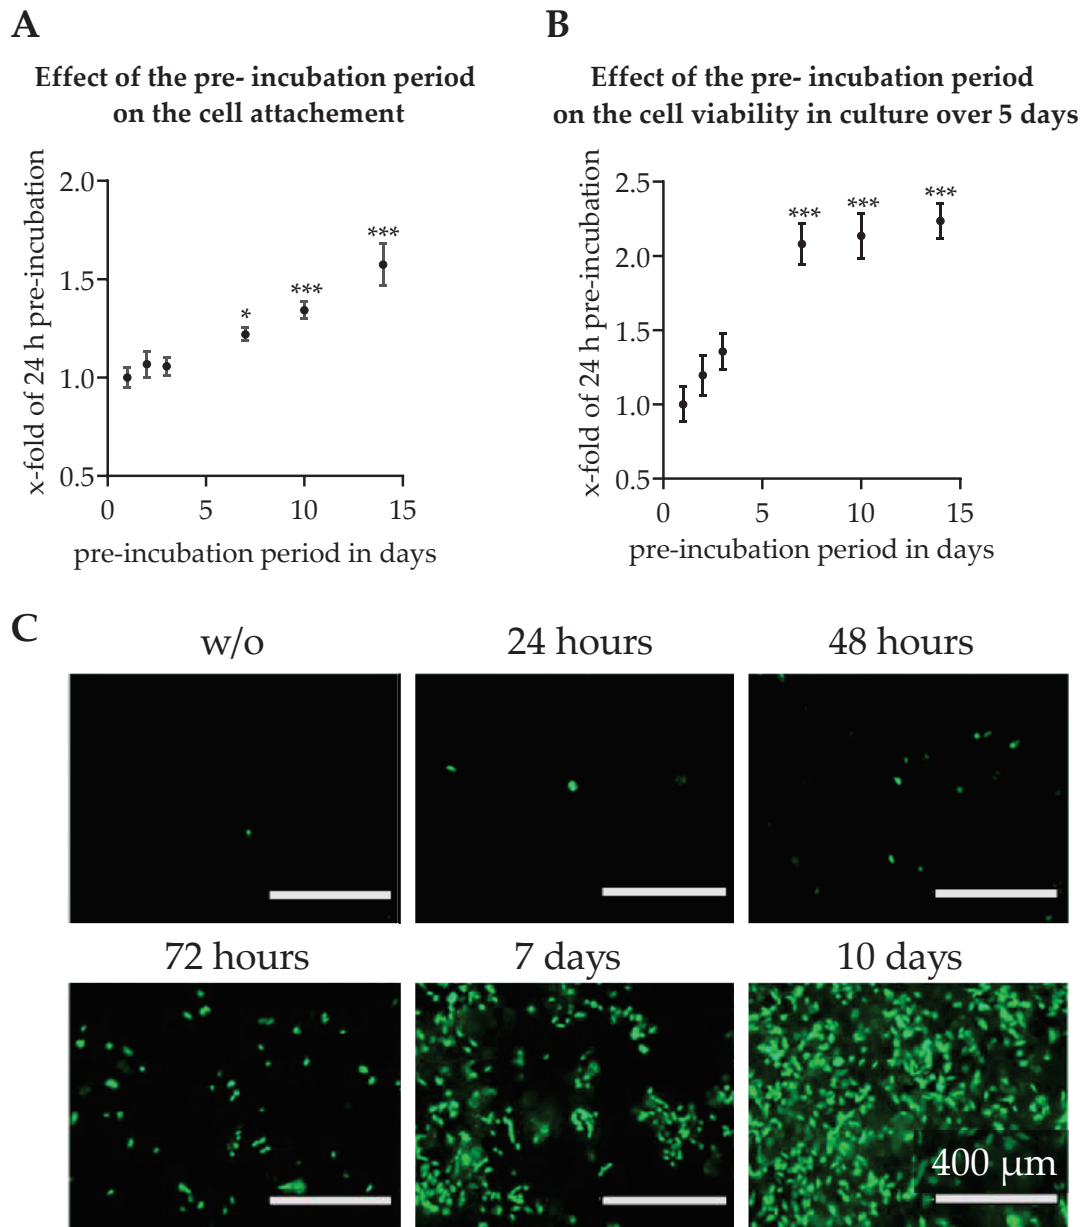 A
Effect of the pre- incubation period
on the cell attachement
x-fold of 24 h pre-incubation
2.0
1.5
1.0
0.5
*
***
***
0
5
10
15
pre-incubation period in days
B
Effect of the pre- incubation period
on the cell viability in culture over 5 days
x-fold of 24 h pre-incubation
2.5
2.0
1.5
1.0
0.5
***
***
***
0
5
10
15
pre-incubation period in days
C
w/o
24 hours
48 hours
72 hours
7 days
10 days
400 µm